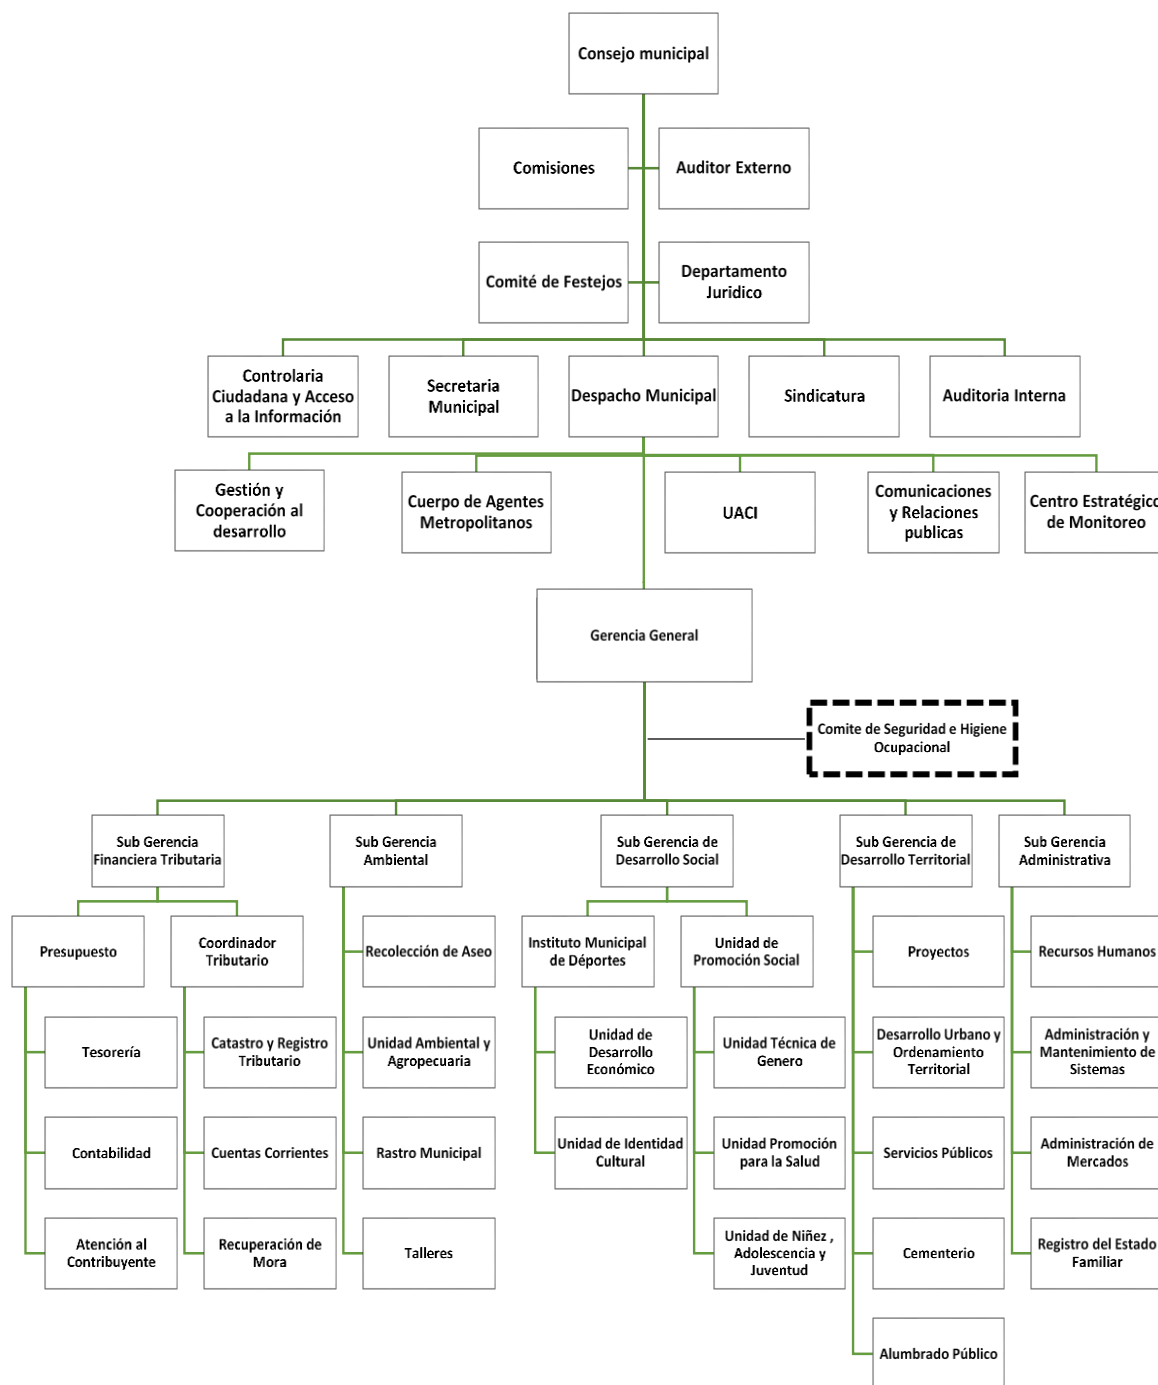 Consejo municipal
Comisiones
Auditor Externo
Comité de Festejos
Departamento
Juridico
Controlaria
Ciudadana y Acceso
a la Información
Secretaria
Municipal
Despacho Municipal
Sindicatura
Auditoria Interna
Gestión y
Cooperación al
desarrollo
Cuerpo de Agentes
Metropolitanos
UACI
Comunicaciones
y Relaciones
publicas
Centro Estratégico
de Monitoreo
Gerencia General
Comite de Seguridad e Higiene
Ocupacional
Sub Gerencia
Financiera Tributaria
Sub Gerencia
Ambiental
Sub Gerencia de
Desarrollo Social
Sub Gerencia de
Desarrollo Territorial
Sub Gerencia
Administrativa
Presupuesto
Coordinador
Tributario
Recolección de Aseo
Instituto Municipal
de Déportes
Unidad de
Promoción Social
Proyectos
Recursos Humanos
Tesorería
Catastro y Registro
Tributario
Unidad Ambiental y
Agropecuaria
Unidad de
Desarrollo
Económico
Unidad Técnica de
Genero
Desarrollo Urbano y
Ordenamiento
Territorial
Administración y
Mantenimiento de
Sistemas
Contabilidad
Cuentas Corrientes
Rastro Municipal
Unidad de Identidad
Cultural
Unidad Promoción
para la Salud
Servicios Públicos
Administración de
Mercados
Atención al
Contribuyente
Recuperación de
Mora
Talleres
Unidad de Niñez ,
Adolescencia y
Juventud
Cementerio
Registro del Estado
Familiar
Alumbrado Público